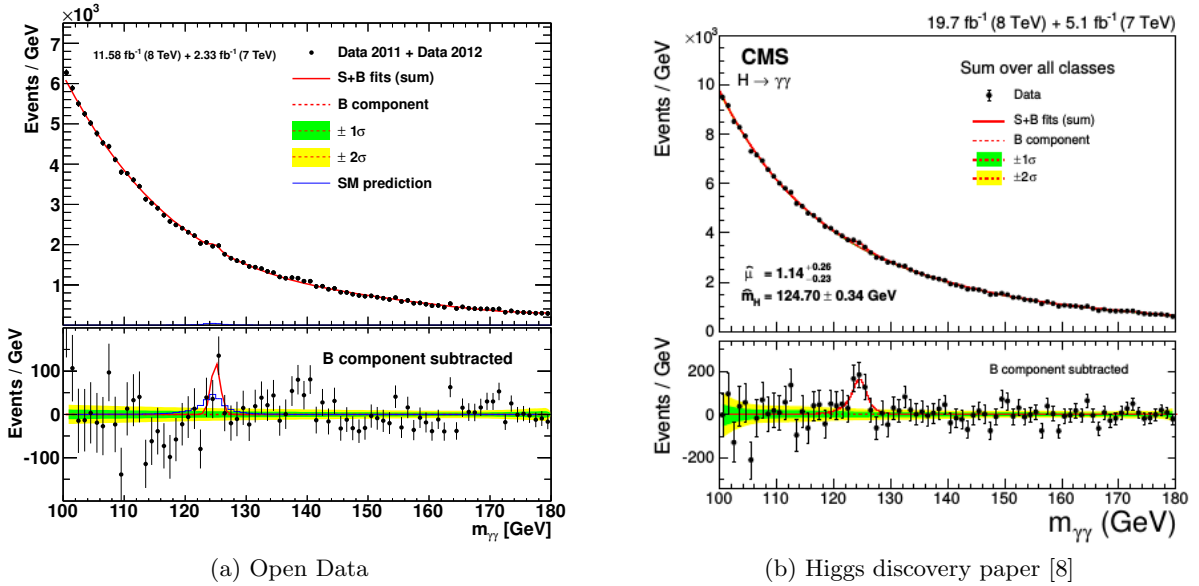 ×10³
Events / GeV
7
6
5
4
3
2
1
11.58 fb⁻¹ (8 TeV) + 2.33 fb⁻¹ (7 TeV)
Data 2011 + Data 2012
S+B fits (sum)
B component
± 1σ
± 2σ
SM prediction
Events / GeV
100
0
-100
B component subtracted
100 110 120 130 140 150 160 170 180
m_γγ [GeV]
(a) Open Data
19.7 fb⁻¹ (8 TeV) + 5.1 fb⁻¹ (7 TeV)
×10³
Events / GeV
10
8
6
4
2
0
CMS
H → γγ
Sum over all classes
Data
S+B fits (sum)
B component
±1σ
±2σ
μ̂ = 1.14 +0.26 −0.23
m̂_H = 124.70 ± 0.34 GeV
Events / GeV
200
0
-200
B component subtracted
100 110 120 130 140 150 160 170 180
m_γγ (GeV)
(b) Higgs discovery paper [8]